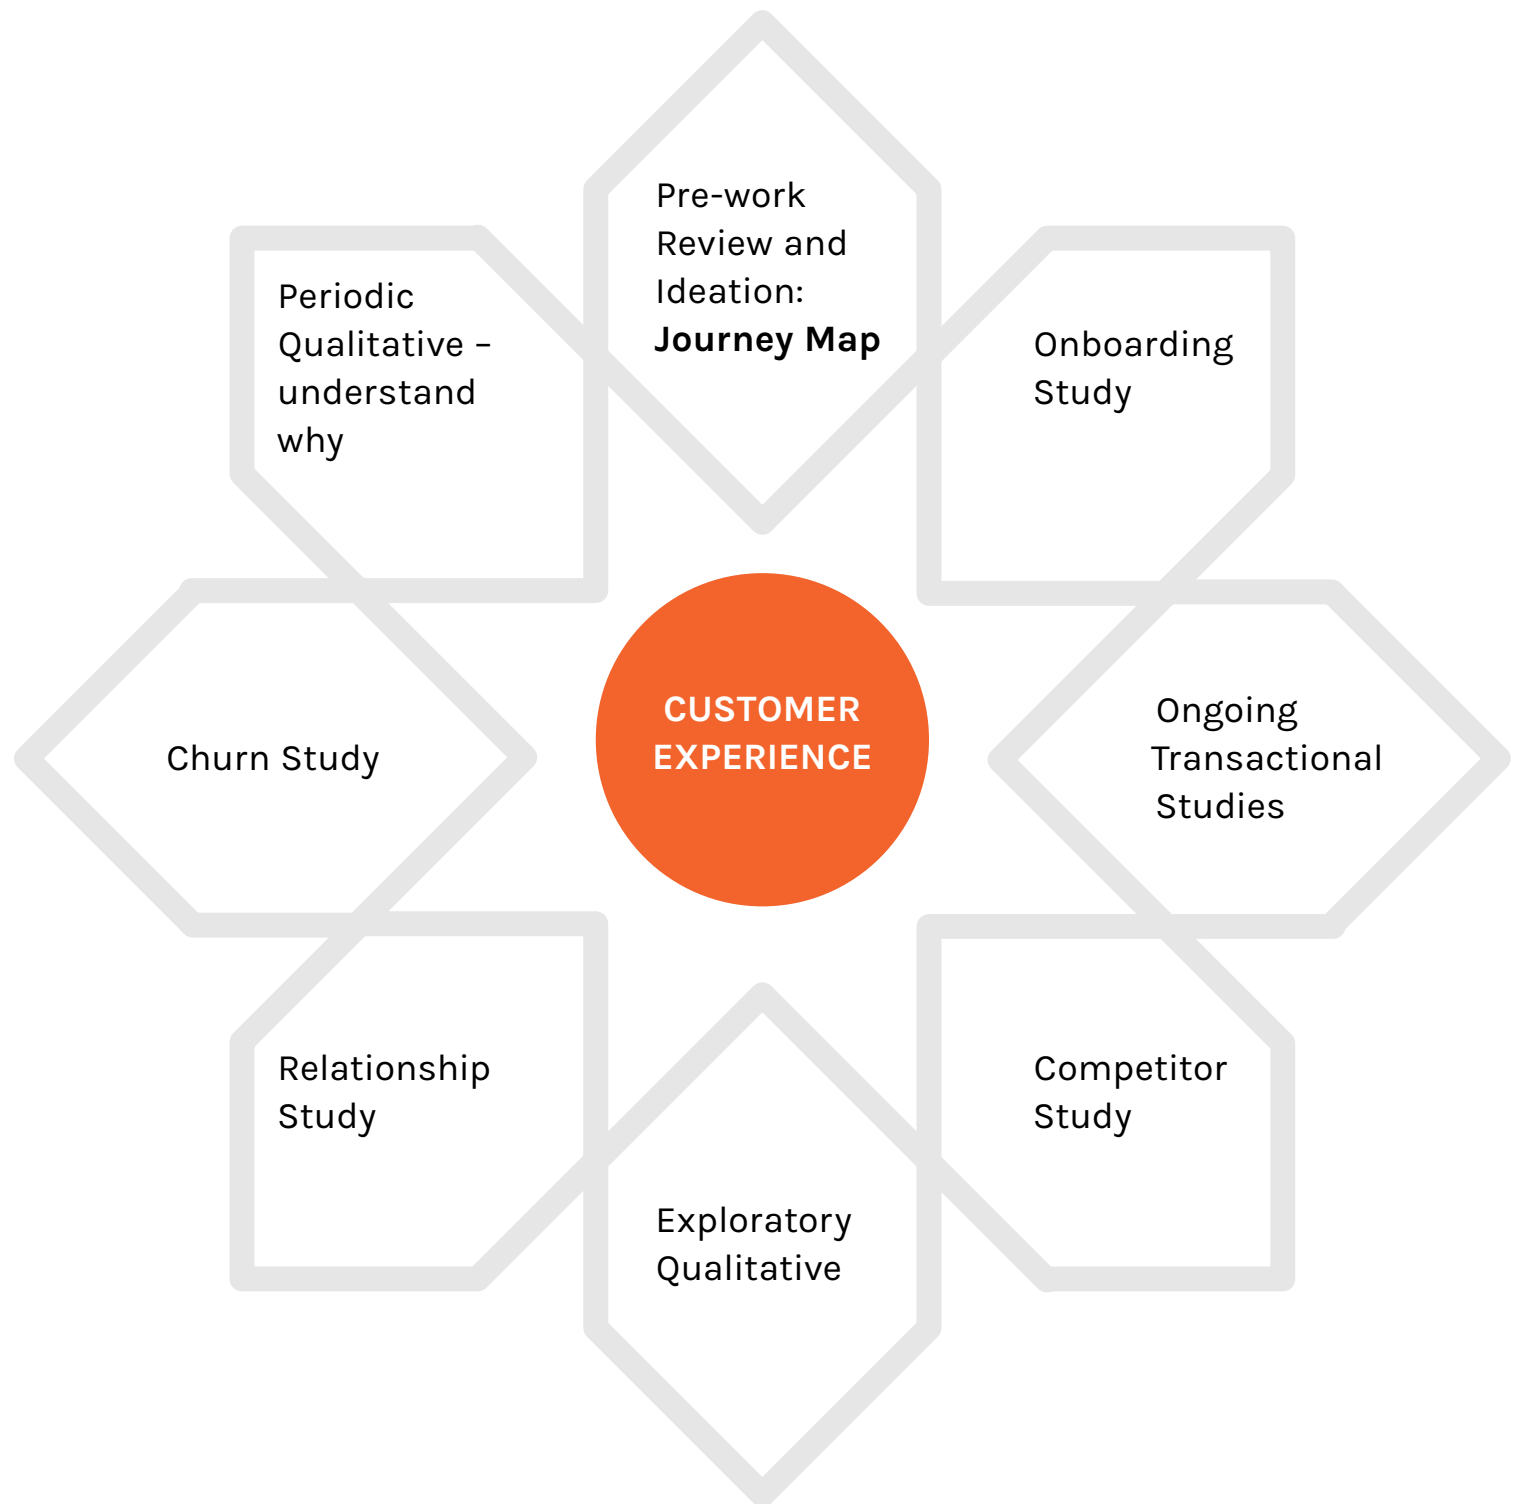 Pre-work
Review and
Ideation:
Journey Map
Onboarding
Study
Ongoing
Transactional
Studies
Competitor
Study
Exploratory
Qualitative
Relationship
Study
Churn Study
Periodic
Qualitative –
understand
why
CUSTOMER
EXPERIENCE